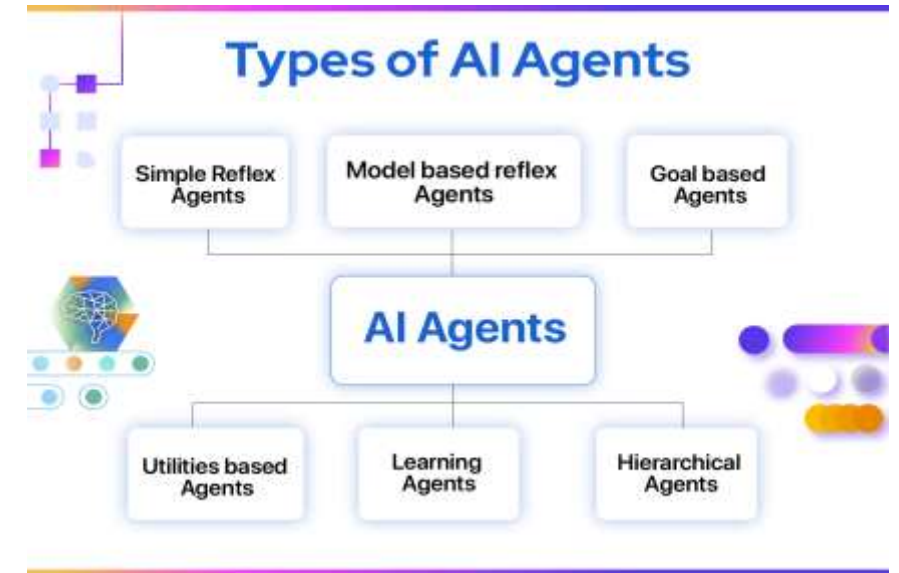 Types of AI Agents
Simple Reflex
Agents
Model based reflex
Agents
Goal based
Agents
AI Agents
Utilities based
Agents
Learning
Agents
Hierarchical
Agents